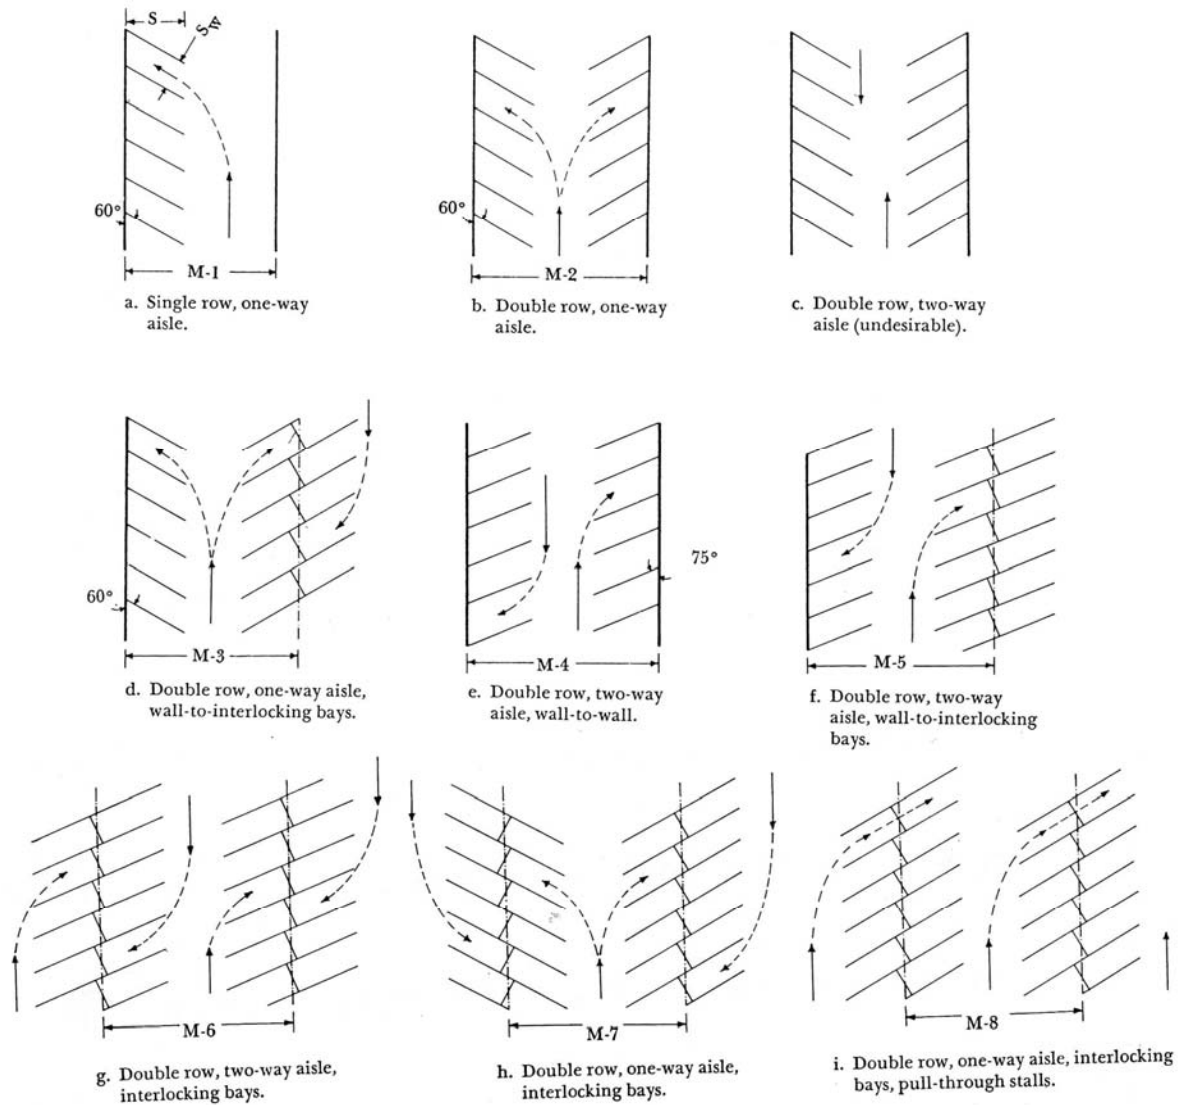 S
S_W
60°
M-1
a. Single row, one-way
aisle.
60°
M-2
b. Double row, one-way
aisle.
c. Double row, two-way
aisle (undesirable).
60°
M-3
d. Double row, one-way aisle,
wall-to-interlocking bays.
75°
M-4
e. Double row, two-way
aisle, wall-to-wall.
M-5
f. Double row, two-way
aisle, wall-to-interlocking
bays.
M-6
g. Double row, two-way aisle,
interlocking bays.
M-7
h. Double row, one-way aisle,
interlocking bays.
M-8
i. Double row, one-way aisle, interlocking
bays, pull-through stalls.